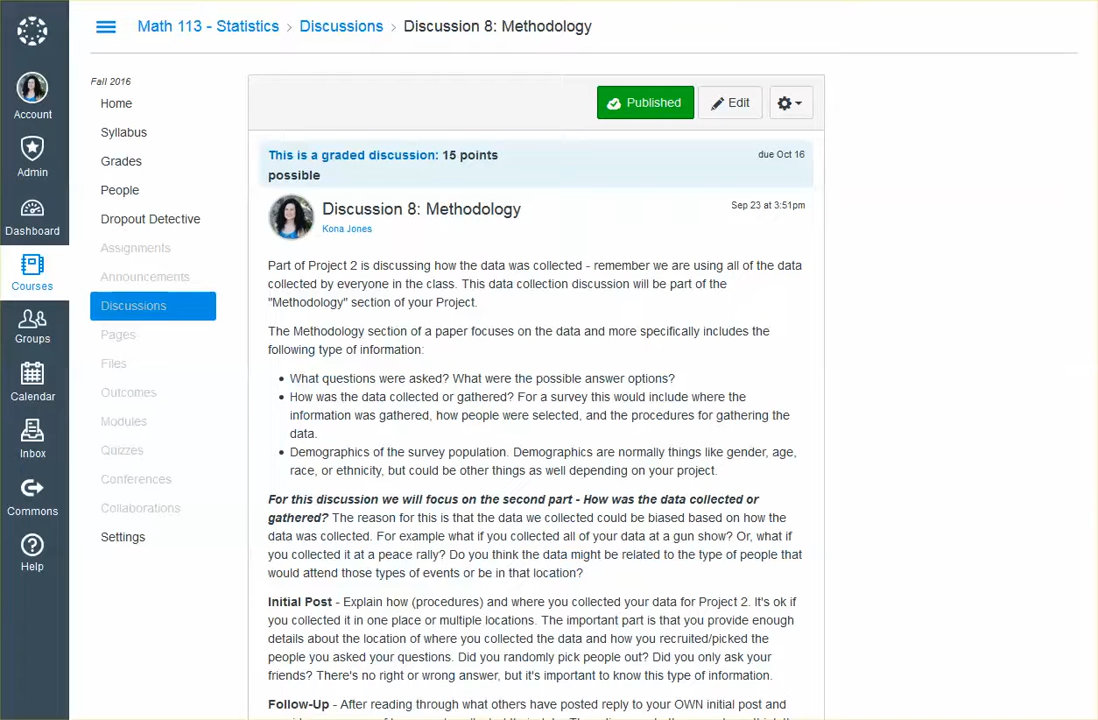 Math 113 - Statistics > Discussions > Discussion 8: Methodology
Account
Admin
Dashboard
Courses
Groups
Calendar
Inbox
Commons
Help
Fall 2016
Home
Syllabus
Grades
People
Dropout Detective
Assignments
Announcements
Discussions
Pages
Files
Outcomes
Modules
Quizzes
Conferences
Collaborations
Settings
Published
Edit
This is a graded discussion: 15 points
possible
due Oct 16
Discussion 8: Methodology
Kona Jones
Sep 23 at 3:51pm
Part of Project 2 is discussing how the data was collected - remember we are using all of the data
collected by everyone in the class. This data collection discussion will be part of the
"Methodology" section of your Project.
The Methodology section of a paper focuses on the data and more specifically includes the
following type of information:
• What questions were asked? What were the possible answer options?
• How was the data collected or gathered? For a survey this would include where the
information was gathered, how people were selected, and the procedures for gathering the
data.
• Demographics of the survey population. Demographics are normally things like gender, age,
race, or ethnicity, but could be other things as well depending on your project.
For this discussion we will focus on the second part - How was the data collected or
gathered? The reason for this is that the data we collected could be biased based on how the
data was collected. For example what if you collected all of your data at a gun show? Or, what if
you collected it at a peace rally? Do you think the data might be related to the type of people that
would attend those types of events or be in that location?
Initial Post - Explain how (procedures) and where you collected your data for Project 2. It's ok if
you collected it in one place or multiple locations. The important part is that you provide enough
details about the location of where you collected the data and how you recruited/picked the
people you asked your questions. Did you randomly pick people out? Did you only ask your
friends? There's no right or wrong answer, but it's important to know this type of information.
Follow-Up - After reading through what others have posted reply to your OWN initial post and